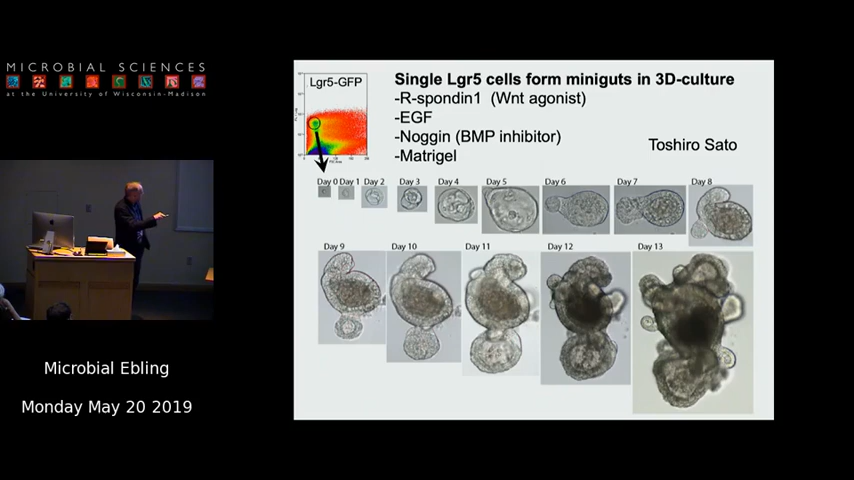 MICROBIAL SCIENCES
at the University of Wisconsin-Madison
Microbial Ebling
Monday May 20 2019
Lgr5-GFP
Single Lgr5 cells form miniguts in 3D-culture
-R-spondin1 (Wnt agonist)
-EGF
-Noggin (BMP inhibitor)
-Matrigel
Toshiro Sato
Day 0 Day 1 Day 2 Day 3 Day 4 Day 5 Day 6 Day 7 Day 8
Day 9 Day 10 Day 11 Day 12 Day 13